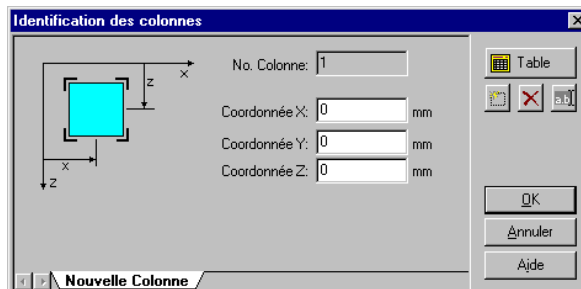 Identification des colonnes
No. Colonne: 1
Coordonnée X: 0 mm
Coordonnée Y: 0 mm
Coordonnée Z: 0 mm
x
z
x
z
Table
ab
OK
Annuler
Aide
Nouvelle Colonne